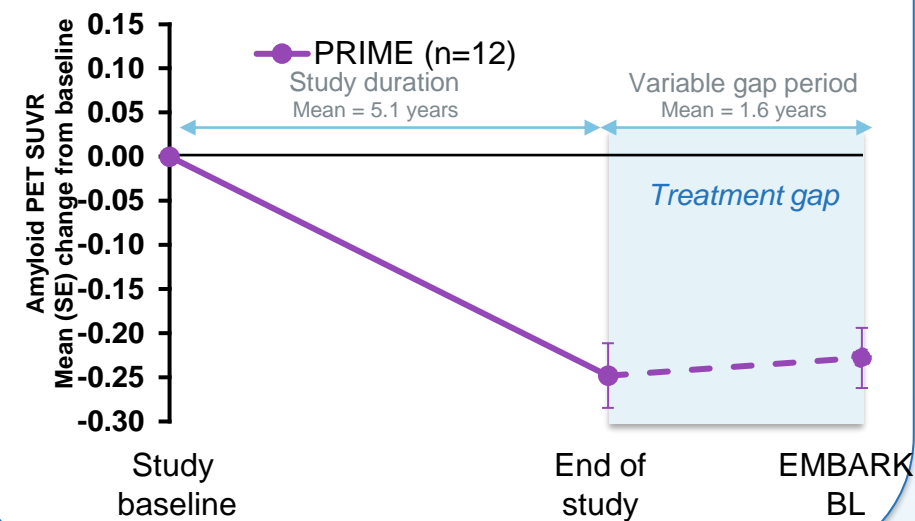 Amyloid PET SUVR
Mean (SE) change from baseline
0.15
0.10
0.05
0.00
-0.05
-0.10
-0.15
-0.20
-0.25
-0.30
PRIME (n=12)
Study duration
Mean = 5.1 years
Variable gap period
Mean = 1.6 years
Treatment gap
Study
baseline
End of
study
EMBARK
BL